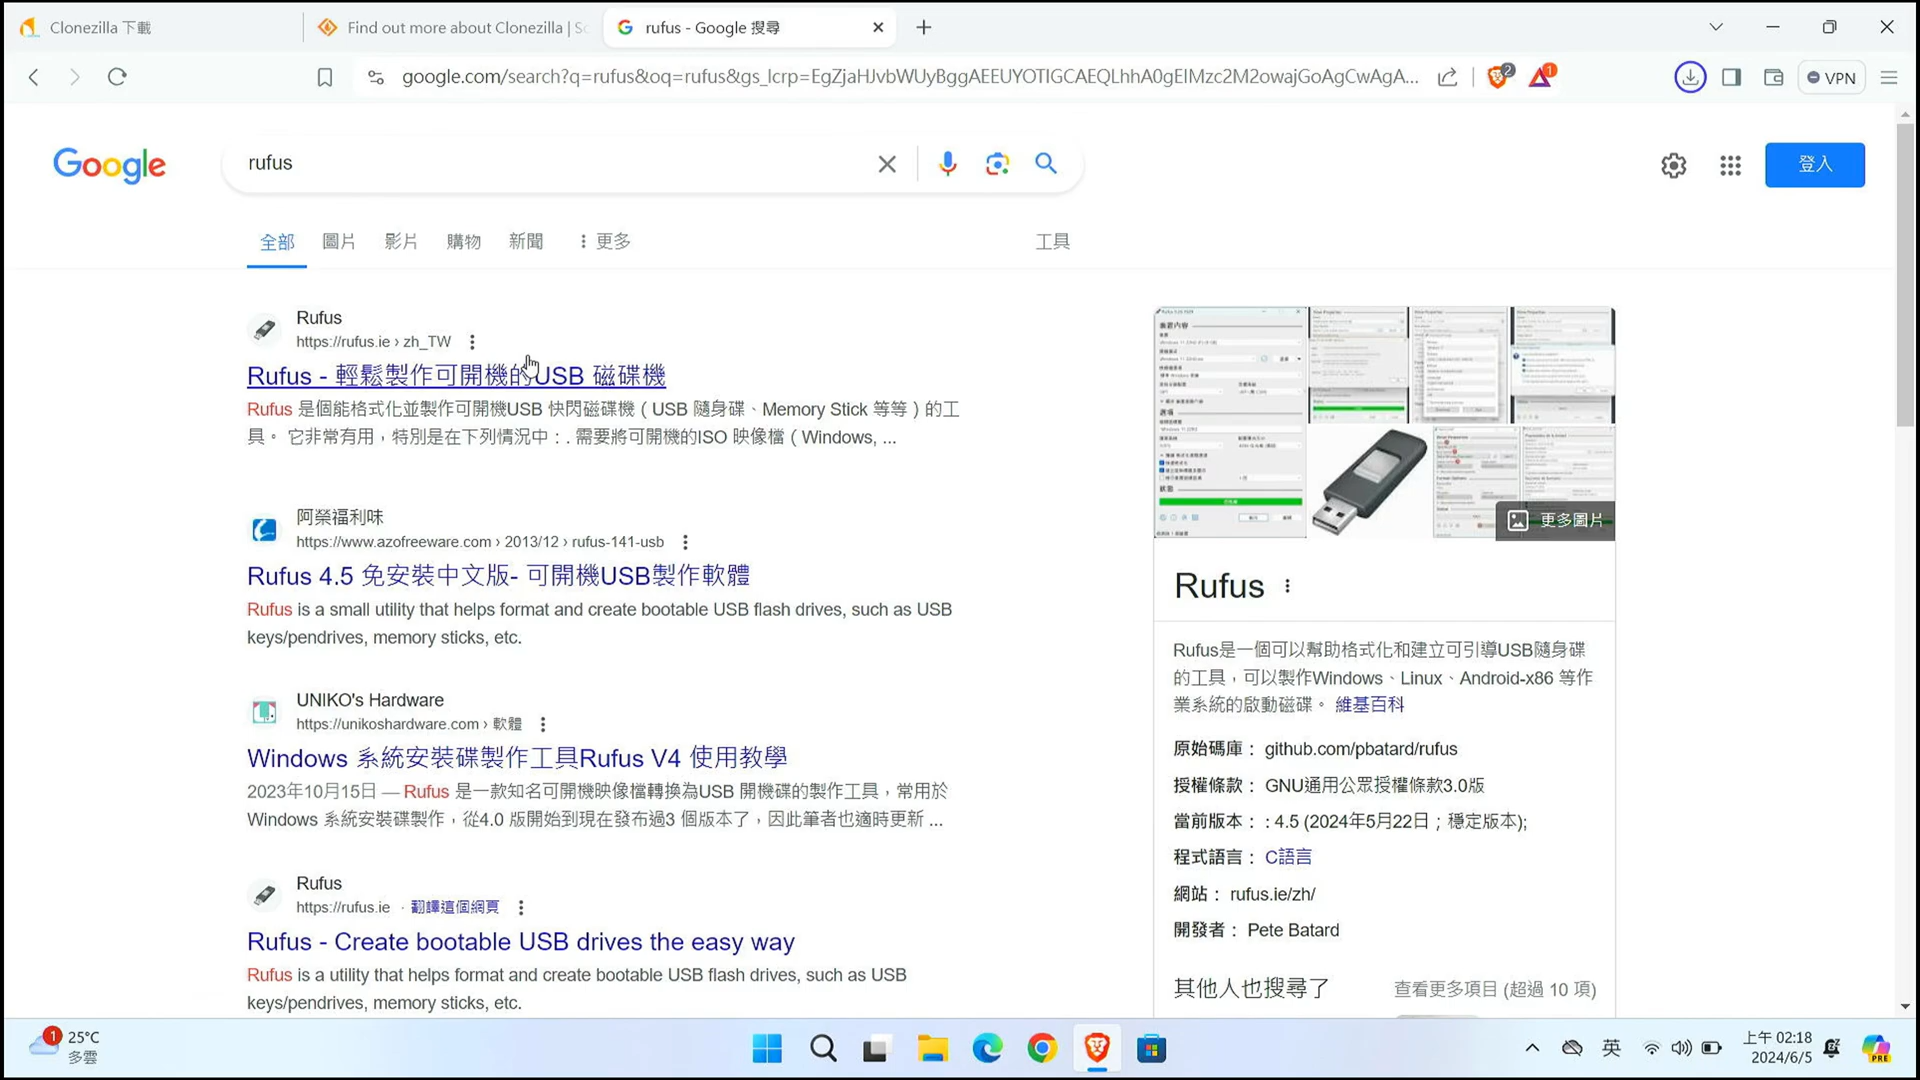 Clonezilla 下載
Find out more about Clonezilla | Sc
rufus - Google 搜尋
google.com/search?q=rufus&oq=rufus&gs_lcrp=EgZjaHJvbWUyBggAEEUYOTIGCAEQLhhA0gEIMzc2M2owajGoAgCwAgA...
2
1
VPN
Google
rufus
登入
全部
圖片
影片
購物
新聞
更多
工具
Rufus
https://rufus.ie › zh_TW
Rufus - 輕鬆製作可開機的USB 磁碟機
Rufus 是個能格式化並製作可開機USB 快閃磁碟機（USB 隨身碟、Memory Stick 等等）的工
具。 它非常有用，特別是在下列情況中：. 需要將可開機的ISO 映像檔（Windows, ...
阿榮福利味
https://www.azofreeware.com › 2013/12 › rufus-141-usb
Rufus 4.5 免安裝中文版- 可開機USB製作軟體
Rufus is a small utility that helps format and create bootable USB flash drives, such as USB
keys/pendrives, memory sticks, etc.
UNIKO's Hardware
https://unikoshardware.com › 軟體
Windows 系統安裝碟製作工具Rufus V4 使用教學
2023年10月15日 — Rufus 是一款知名可開機映像檔轉換為USB 開機碟的製作工具，常用於
Windows 系統安裝碟製作，從4.0 版開始到現在發布過3 個版本了，因此筆者也適時更新 ...
Rufus
https://rufus.ie · 翻譯這個網頁
Rufus - Create bootable USB drives the easy way
Rufus is a utility that helps format and create bootable USB flash drives, such as USB
keys/pendrives, memory sticks, etc.
更多圖片
Rufus
Rufus是一個可以幫助格式化和建立可引導USB隨身碟
的工具，可以製作Windows、Linux、Android-x86 等作
業系統的啟動磁碟。 維基百科
原始碼庫： github.com/pbatard/rufus
授權條款： GNU通用公眾授權條款3.0版
當前版本： : 4.5 (2024年5月22日；穩定版本);
程式語言： C語言
網站： rufus.ie/zh/
開發者： Pete Batard
其他人也搜尋了
查看更多項目 (超過 10 項)
1
25°C
多雲
英
上午 02:18
2024/6/5
PRE